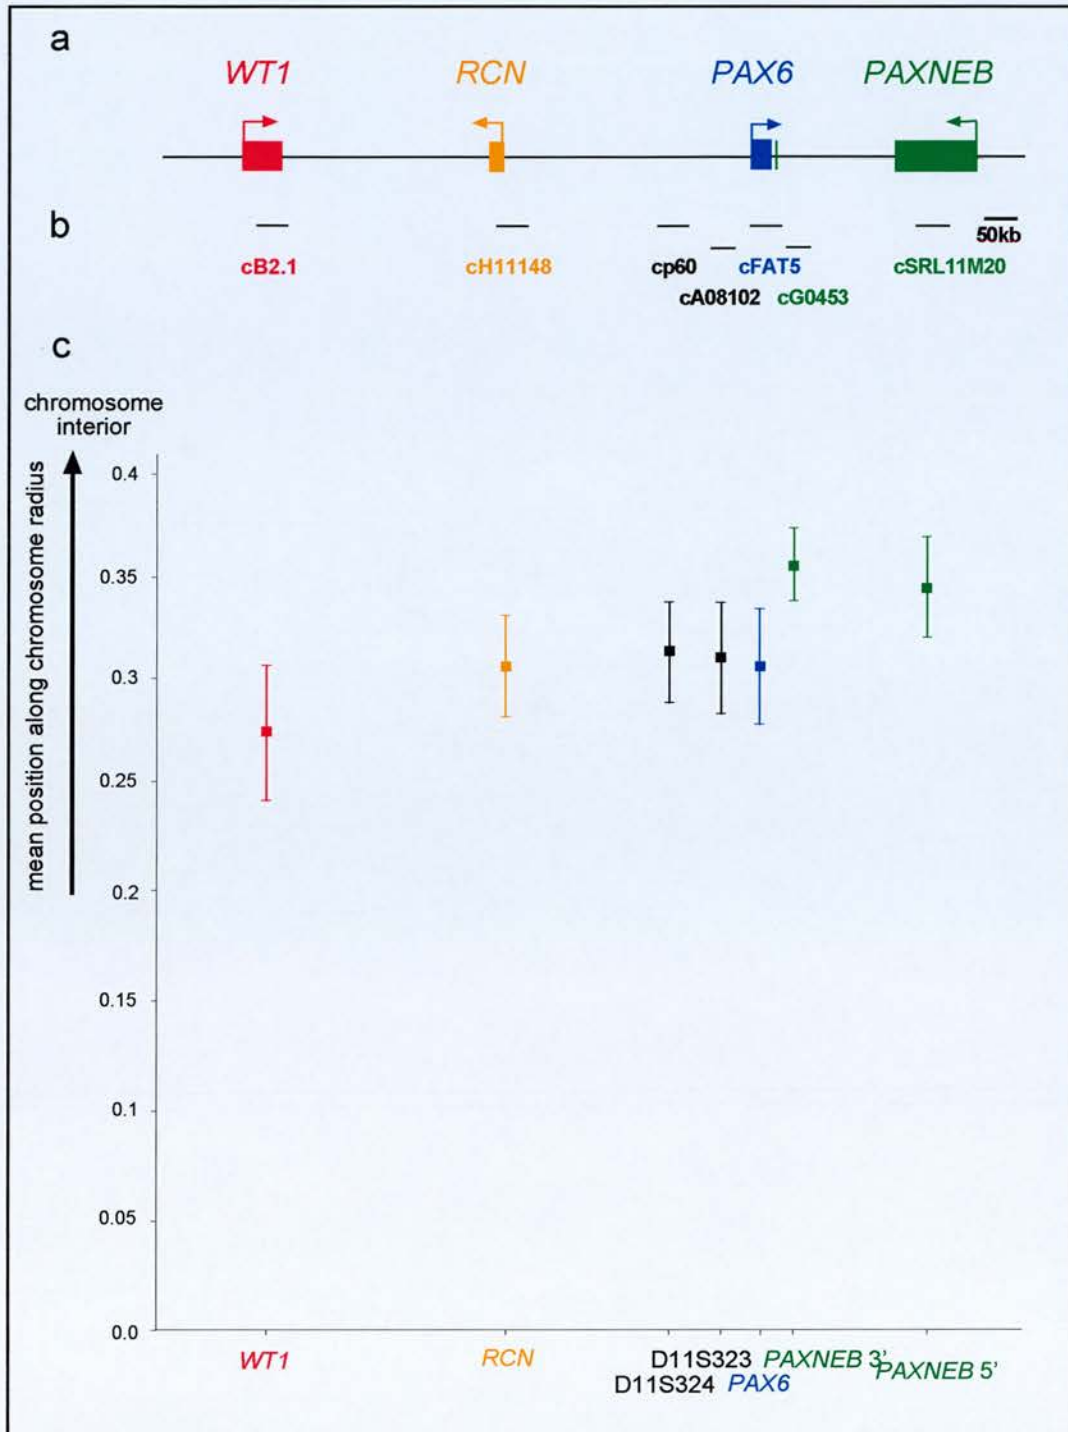 a
WT1 RCN PAX6 PAXNEB
b
50kb
cB2.1 cH11148 cp60 cFAT5 cSRL11M20
cA08102 cG0453
c
chromosome
interior
mean position along chromosome radius
0.4
0.35
0.3
0.25
0.2
0.15
0.1
0.05
0.0
WT1 RCN D11S323 PAXNEB 3’ PAXNEB 5’
D11S324 PAX6